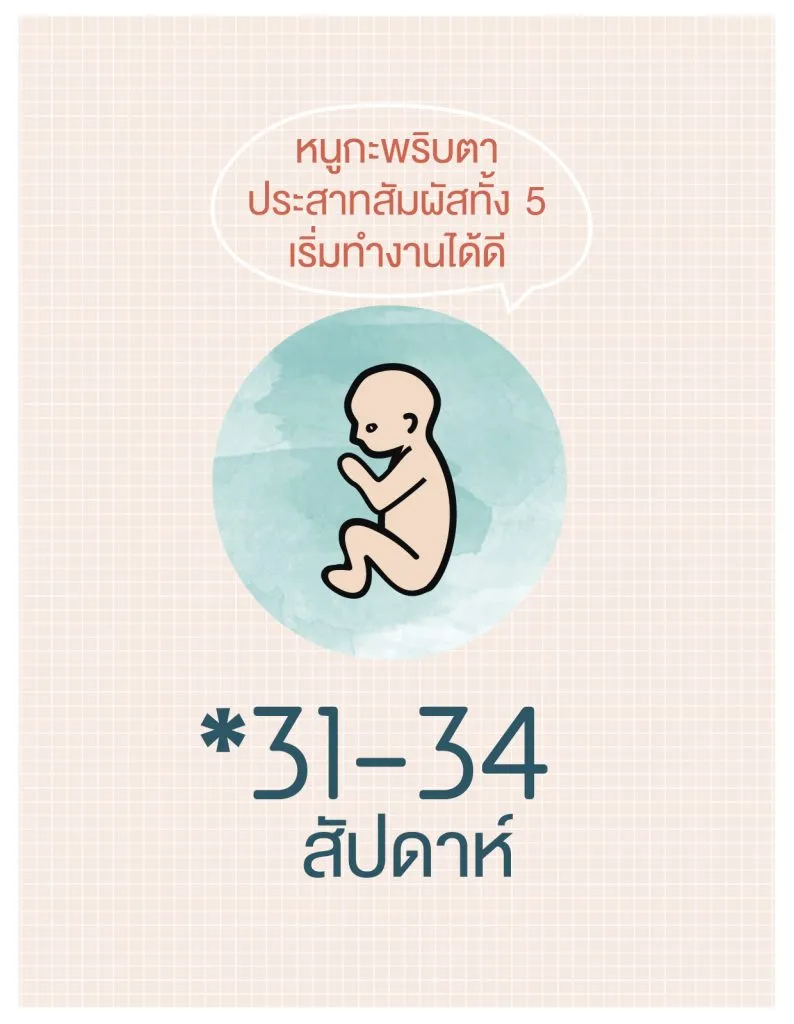 หนูกะพริบตา
ประสาทสัมผัสทั้ง 5
เริ่มทำงานได้ดี
*31-34
สัปดาห์